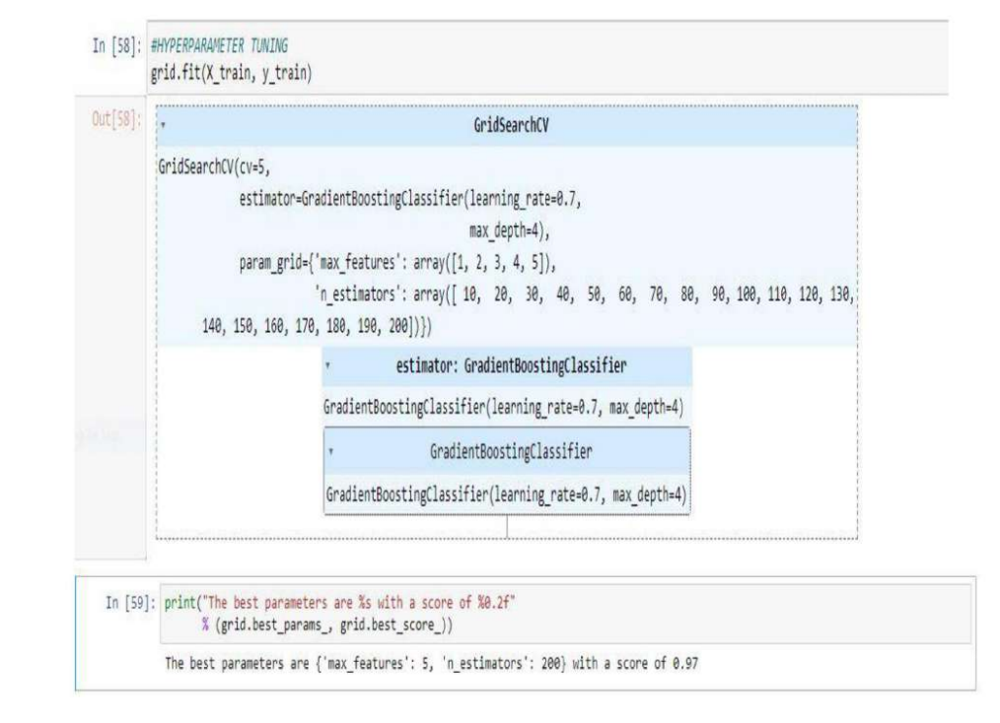 In [58]: #HYPERPARAMETER TUNING
grid.fit(X_train, y_train)
Out[58]:
GridSearchCV
GridSearchCV(cv=5,
estimator=GradientBoostingClassifier(learning_rate=0.7,
max_depth=4),
param_grid={'max_features': array([1, 2, 3, 4, 5]),
'n_estimators': array([ 10, 20, 30, 40, 50, 60, 70, 80, 90, 100, 110, 120, 130,
140, 150, 160, 170, 180, 190, 200])})
estimator: GradientBoostingClassifier
GradientBoostingClassifier(learning_rate=0.7, max_depth=4)
GradientBoostingClassifier
GradientBoostingClassifier(learning_rate=0.7, max_depth=4)
In [59]: print("The best parameters are %s with a score of %0.2f"
% (grid.best_params_, grid.best_score_))
The best parameters are {'max_features': 5, 'n_estimators': 200} with a score of 0.97